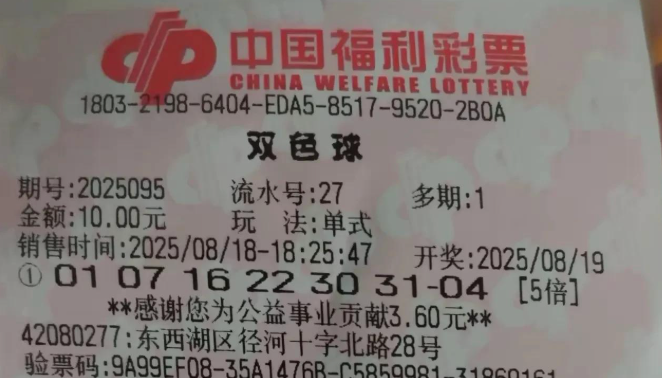 中国福利彩票
CHINA WELFARE LOTTERY
1803-2198-6404-EDA5-8517-9520-2B0A
双色球
期号:2025095 流水号:27 多期:1
金额:10.00元 玩 法:单式
销售时间:2025/08/18-18:25:47 开奖:2025/08/19
① 01 07 16 22 30 31-04 [5倍]
**感谢您为公益事业贡献3.60元**
42080277:东西湖区径河十字北路28号
验票码:9A99EF08-35A1476B-C5859981-31860161